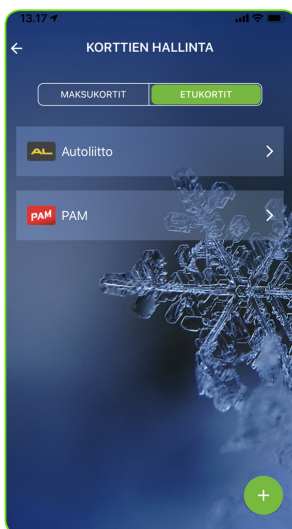 13.17
KORTTIEN HALLINTA
MAKSUKORTIT ETUKORTIT
AL Autoliitto
PAM PAM